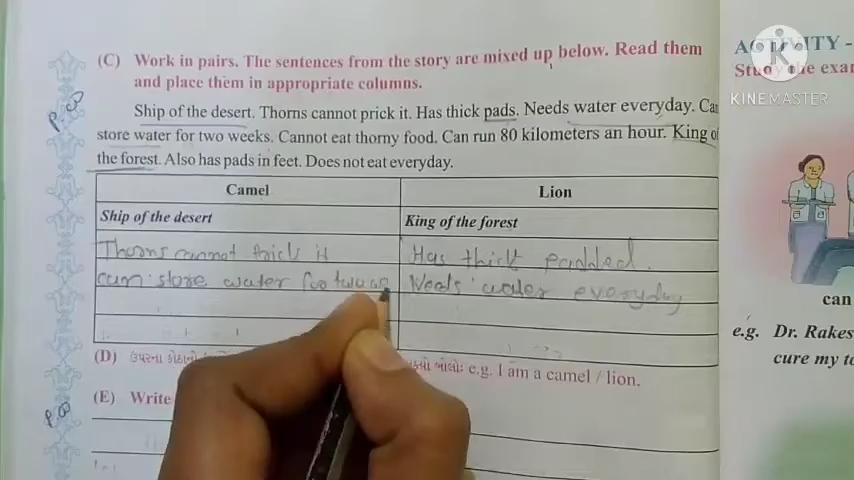 (C) Work in pairs. The sentences from the story are mixed up below. Read them
and place them in appropriate columns.
ACTIVITY -
Study the exa
KINEMASTER
Ship of the desert. Thorns cannot prick it. Has thick pads. Needs water everyday. Ca
store water for two weeks. Cannot eat thorny food. Can run 80 kilometers an hour. King o
the forest. Also has pads in feet. Does not eat everyday.
Camel Lion
Ship of the desert King of the forest
Thorns cannot prick it Has thick padded.
can store water for Needs water everyday
can
(D) ઉપરના e.g. I am a camel / lion.
e.g. Dr. Rakes
cure my to
(E) Write